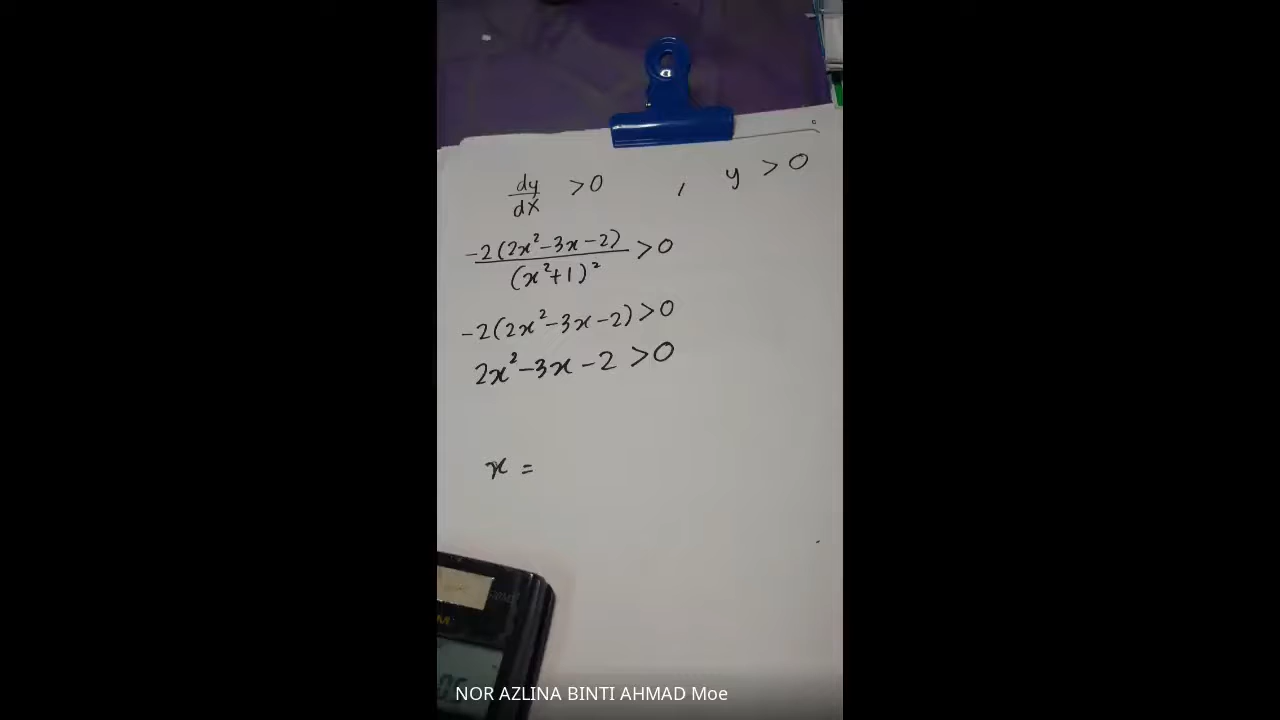 dy/dx > 0 , y > 0
-2(2x²-3x-2)/(x²+1)² > 0
-2(2x²-3x-2) > 0
2x²-3x-2 > 0
x =
NOR AZLINA BINTI AHMAD Moe